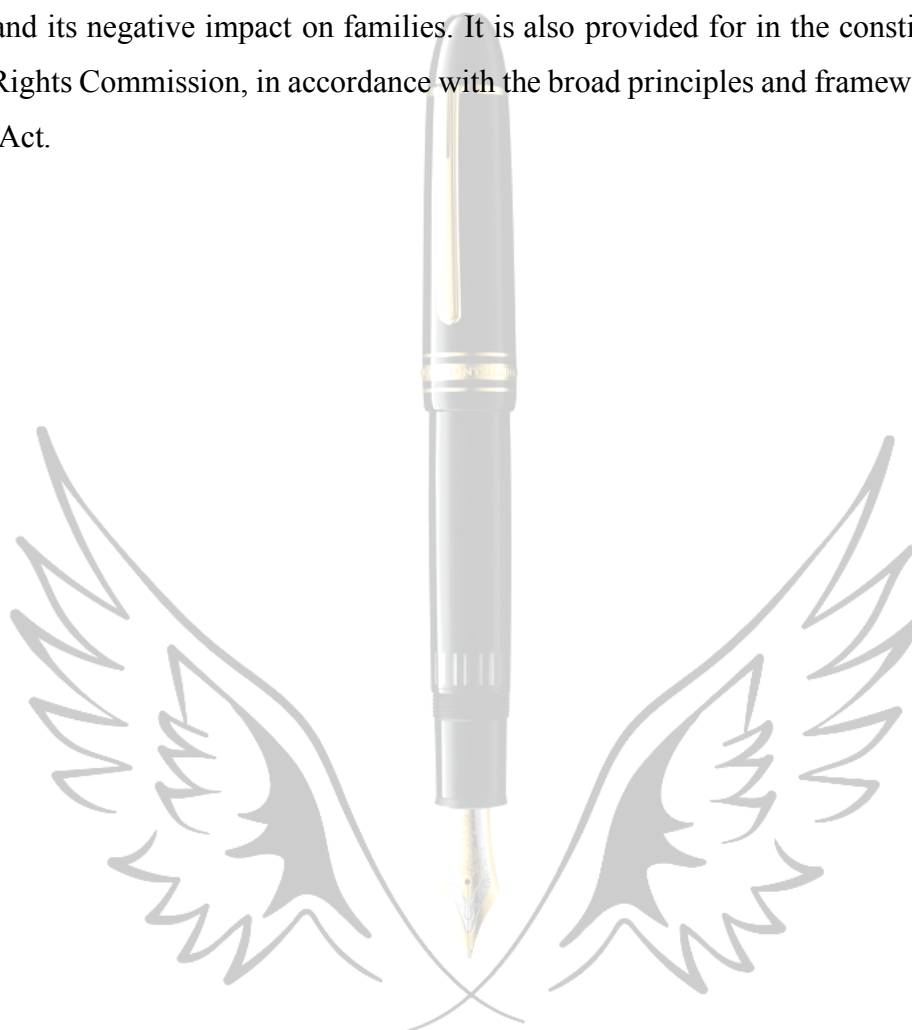 and its negative impact on families. It is also provided for in the consti
Rights Commission, in accordance with the broad principles and framew
Act.